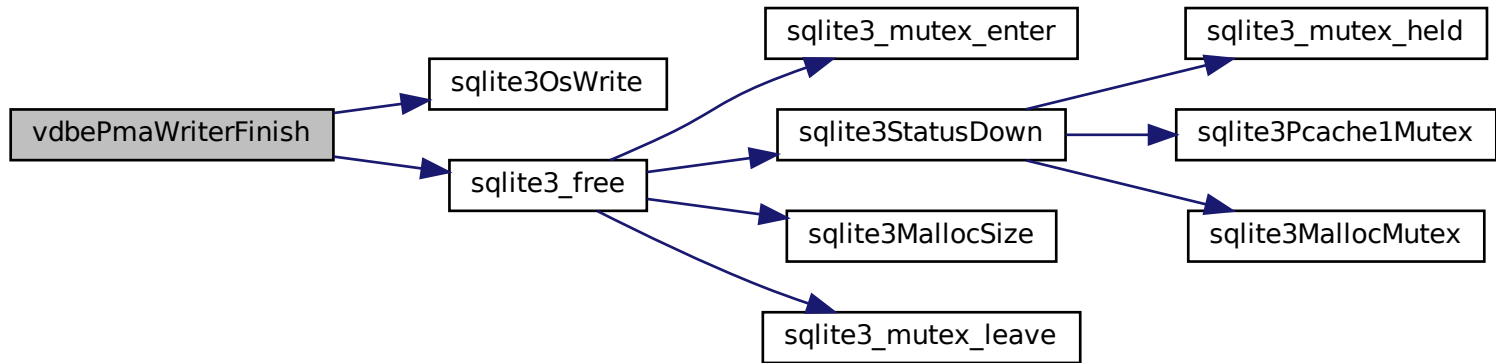 vdbePmaWriterFinish
sqlite3OsWrite
sqlite3_free
sqlite3_mutex_enter
sqlite3StatusDown
sqlite3MallocSize
sqlite3_mutex_leave
sqlite3_mutex_held
sqlite3Pcache1Mutex
sqlite3MallocMutex